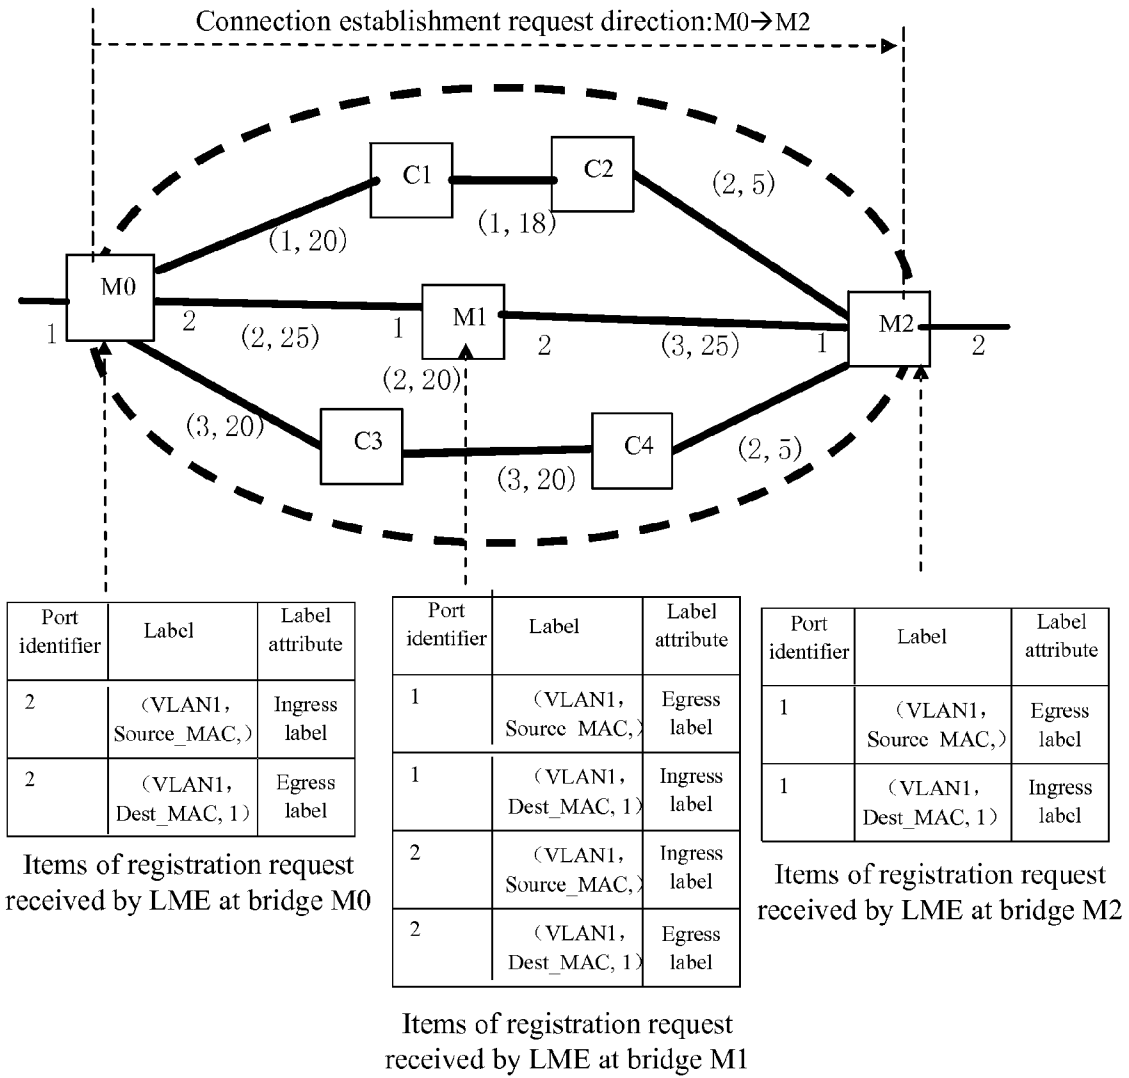 Connection establishment request direction:M0→M2
C1
C2
(2, 5)
(1, 20)
(1, 18)
M0
1
2
(2, 25)
1
M1
2
(3, 25)
1
M2
2
(2, 20)
(3, 20)
C3
C4
(3, 20)
(2, 5)
Port identifier Label Label attribute
2 (VLAN1, Source_MAC,) Ingress label
2 (VLAN1, Dest_MAC, 1) Egress label
Items of registration request
received by LME at bridge M0
Port identifier Label Label attribute
1 (VLAN1, Source MAC,) Egress label
1 (VLAN1, Dest_MAC, 1) Ingress label
2 (VLAN1, Source_MAC,) Ingress label
2 (VLAN1, Dest_MAC, 1) Egress label
Items of registration request
received by LME at bridge M1
Port identifier Label Label attribute
1 (VLAN1, Source MAC,) Egress label
1 (VLAN1, Dest_MAC, 1) Ingress label
Items of registration request
received by LME at bridge M2